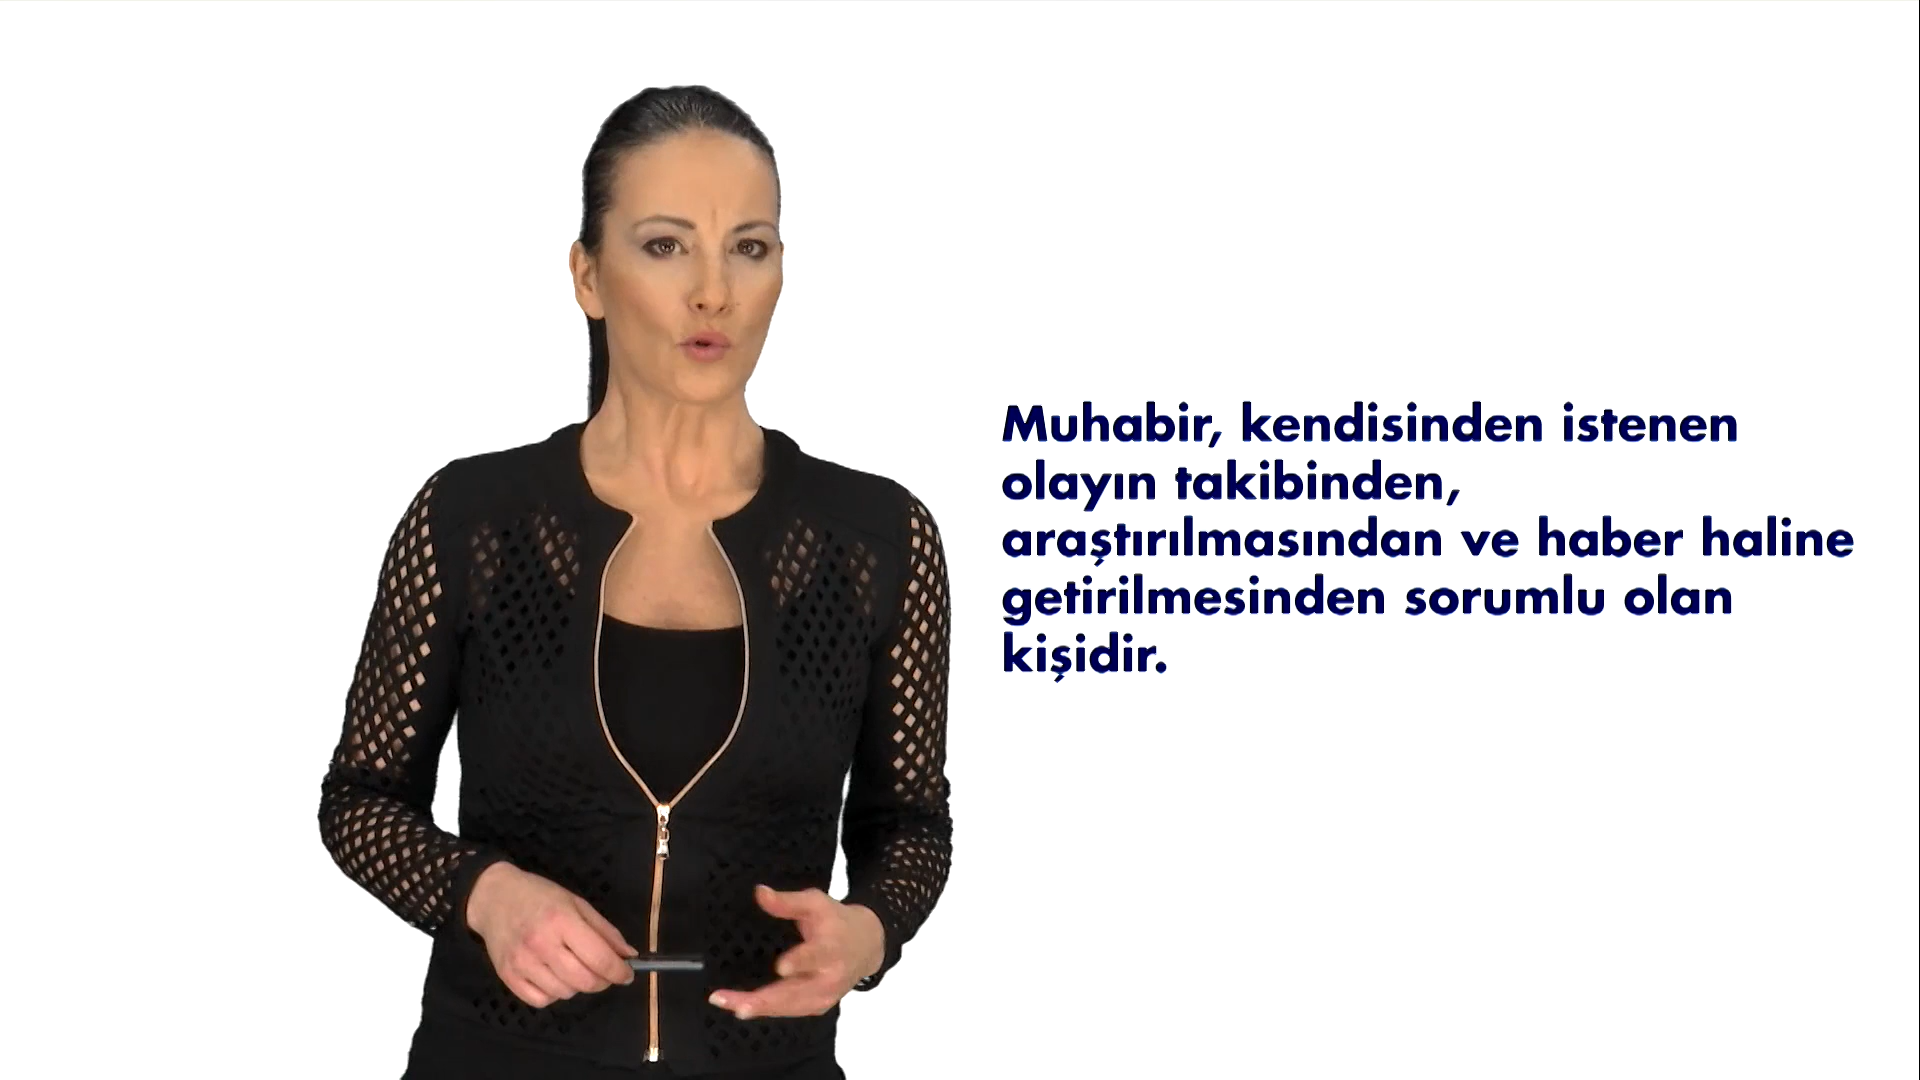 Muhabir, kendisinden istenen
olayın takibinden,
araştırılmasından ve haber haline
getirilmesinden sorumlu olan
kişidir.